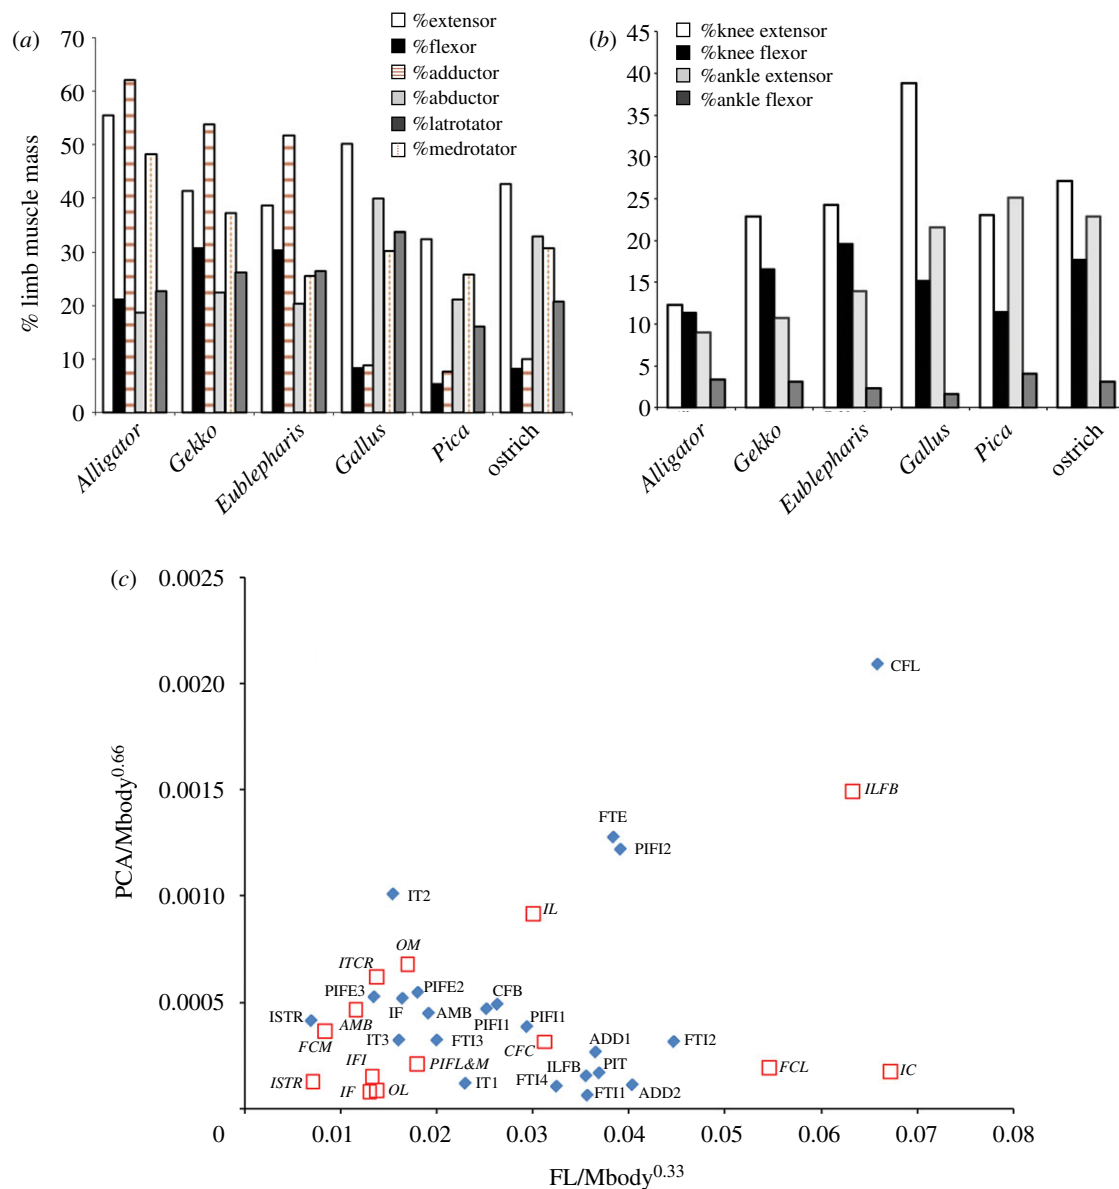 (a)
70
60
50
40
30
20
10
0
% limb muscle mass
%extensor
%flexor
%adductor
%abductor
%latrotator
%medrotator
Alligator
Gekko
Eublepharis
Gallus
Pica
ostrich
(b)
45
40
35
30
25
20
15
10
5
0
%knee extensor
%knee flexor
%ankle extensor
%ankle flexor
Alligator
Gekko
Eublepharis
Gallus
Pica
ostrich
(c)
0.0025
0.0020
0.0015
0.0010
0.0005
PCA/Mbody^0.66
CFL
ILFB
FTE
PIFI2
IT2
IL
OM
ITCR
PIFE3
PIFE2
CFB
ISTR
AMB
IF
AMB
PIFI1
PIFI1
FCM
IT3
FTI3
CFC
ADD1
FTI2
IFI
PIFL&M
ILFB
PIT
FCL
IC
ISTR
IF
OL
IT1
FTI4
FTI1
ADD2
0
0.01
0.02
0.03
0.04
0.05
0.06
0.07
0.08
FL/Mbody^0.33